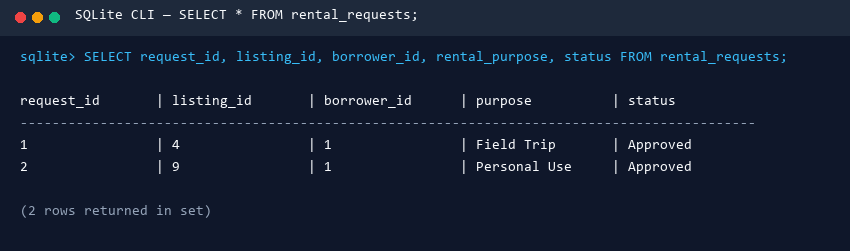 SQLite CLI — SELECT * FROM rental_requests;
sqlite> SELECT request_id, listing_id, borrower_id, rental_purpose, status FROM rental_requests;
request_id | listing_id | borrower_id | purpose | status
--------------------------------------------------------------------------------------------
1 | 4 | 1 | Field Trip | Approved
2 | 9 | 1 | Personal Use | Approved
(2 rows returned in set)